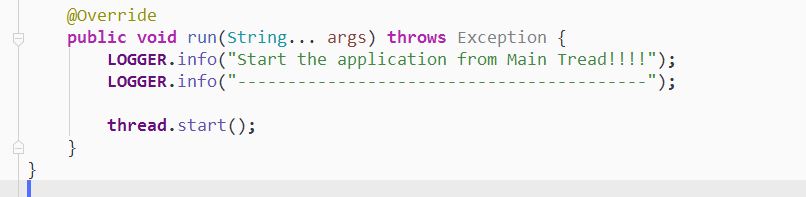 @Override
public void run(String... args) throws Exception {
LOGGER.info("Start the application from Main Tread!!!!");
LOGGER.info("-----------------------------------------");
thread.start();
}
}